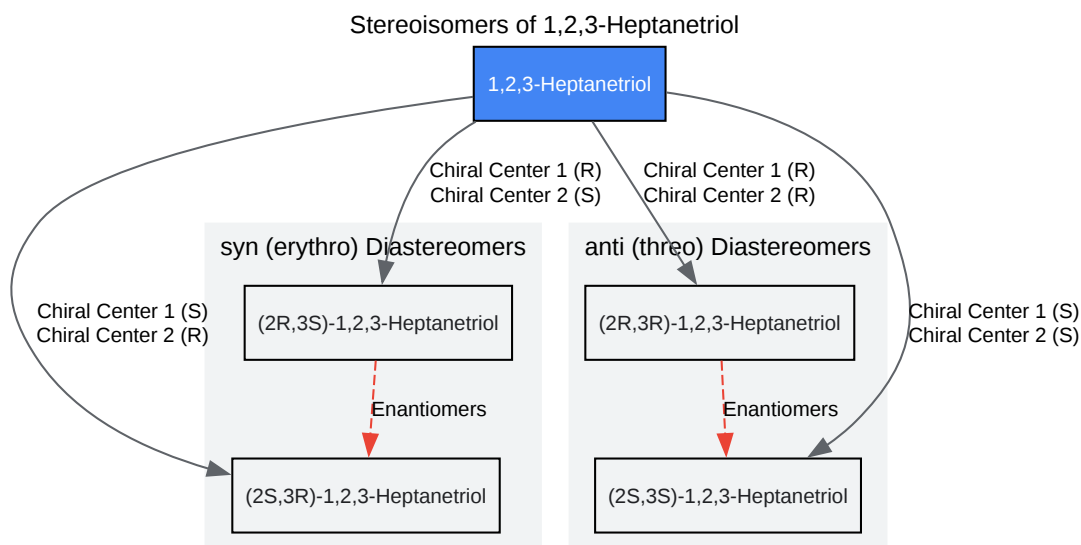 Stereoisomers of 1,2,3-Heptanetriol
1,2,3-Heptanetriol
Chiral Center 1 (R)
Chiral Center 2 (S)
Chiral Center 1 (R)
Chiral Center 2 (R)
syn (erythro) Diastereomers
anti (threo) Diastereomers
Chiral Center 1 (S)
Chiral Center 2 (R)
(2R,3S)-1,2,3-Heptanetriol
(2R,3R)-1,2,3-Heptanetriol
Chiral Center 1 (S)
Chiral Center 2 (S)
Enantiomers
Enantiomers
(2S,3R)-1,2,3-Heptanetriol
(2S,3S)-1,2,3-Heptanetriol